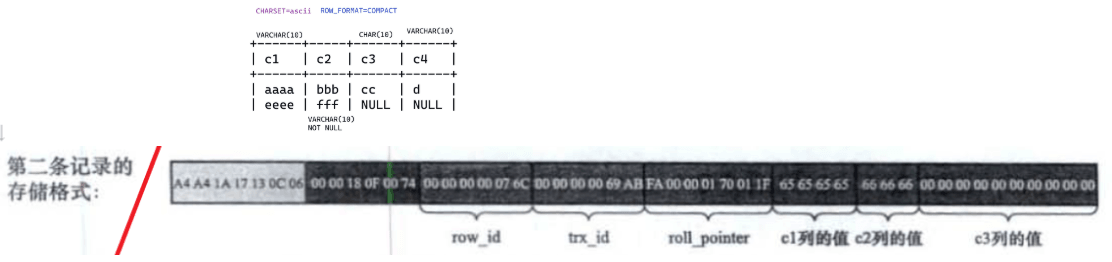 CHARSET=ascii ROW_FORMAT=COMPACT
VARCHAR(10) CHAR(10) VARCHAR(10)
+------+-----+------+------+
| c1 | c2 | c3 | c4 |
+------+-----+------+------+
| aaaa | bbb | cc | d |
| eeee | fff | NULL | NULL |
VARCHAR(10)
NOT NULL
第二条记录的
存储格式:
A4 A4 1A 17 13 0C 06 00 00 18 0F 00 74 00 00 00 00 07 6C 00 00 00 00 69 AB FA 00 00 01 70 01 1F 65 65 65 65 66 66 66 00 00 00 00 00 00 00 00 00 00
row_id trx_id roll_pointer c1列的值 c2列的值 c3列的值